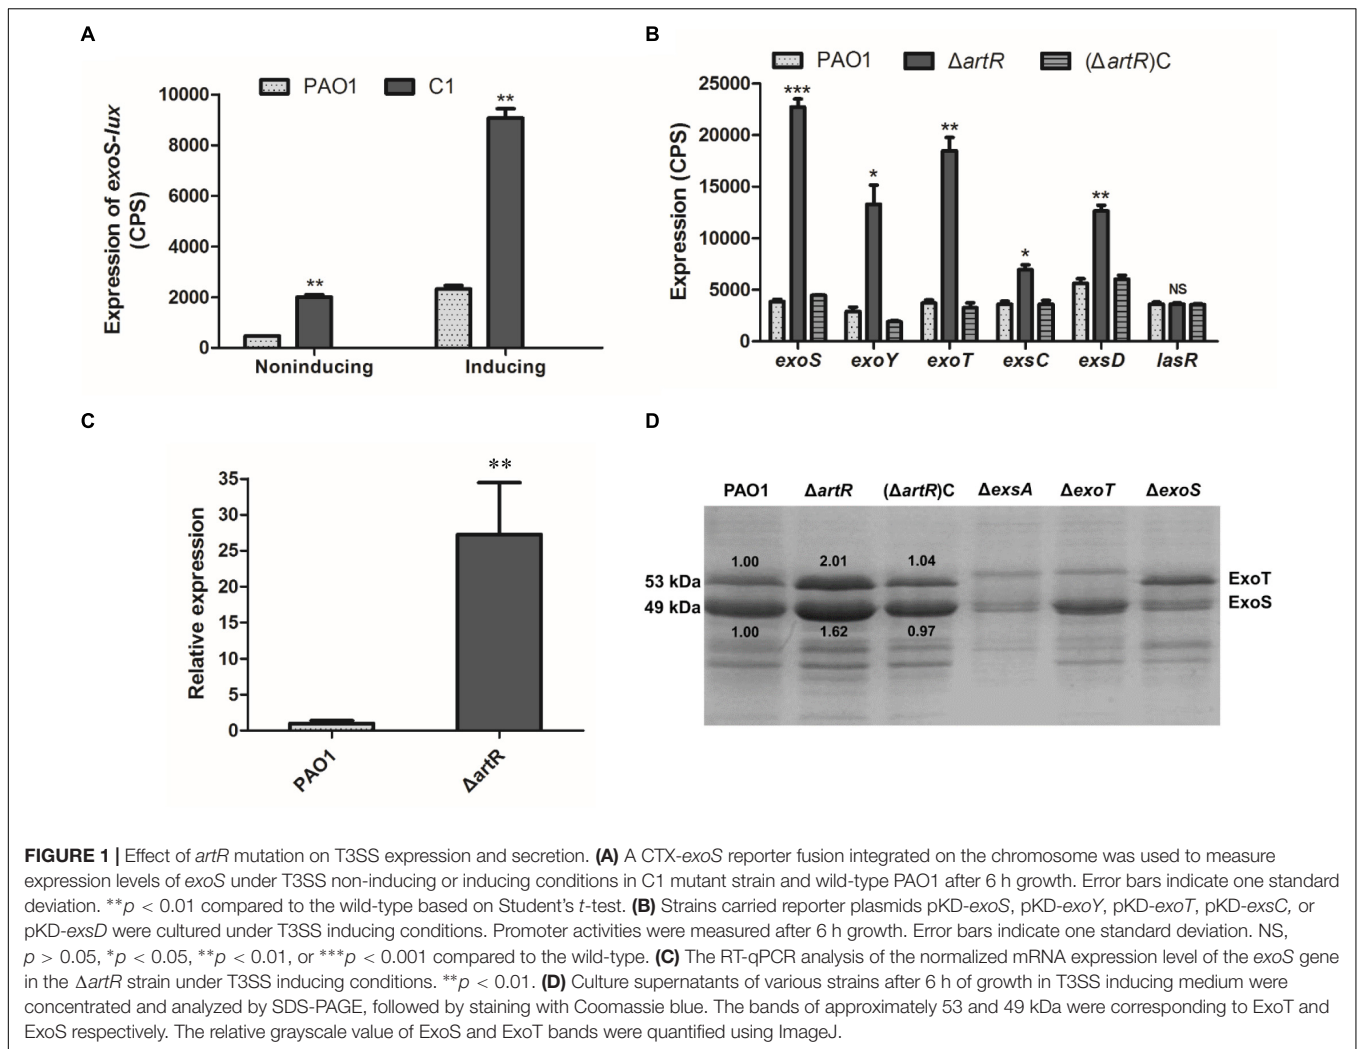 A
PAO1 C1
Expression of exoS-lux
(CPS)
10000
8000
6000
4000
2000
0
**
**
Noninducing Inducing
B
PAO1 ΔartR (ΔartR)C
Expression (CPS)
25000
20000
15000
10000
5000
0
***
*
**
*
**
NS
exoS exoY exoT exsC exsD lasR
C
Relative expression
35
30
25
20
15
10
5
0
**
PAO1 ΔartR
D
PAO1 ΔartR (ΔartR)C ΔexsA ΔexoT ΔexoS
1.00 2.01 1.04
53 kDa ExoT
49 kDa ExoS
1.00 1.62 0.97
FIGURE 1 | Effect of artR mutation on T3SS expression and secretion. (A) A CTX-exoS reporter fusion integrated on the chromosome was used to measure
expression levels of exoS under T3SS non-inducing or inducing conditions in C1 mutant strain and wild-type PAO1 after 6 h growth. Error bars indicate one standard
deviation. **p < 0.01 compared to the wild-type based on Student's t-test. (B) Strains carried reporter plasmids pKD-exoS, pKD-exoY, pKD-exoT, pKD-exsC, or
pKD-exsD were cultured under T3SS inducing conditions. Promoter activities were measured after 6 h growth. Error bars indicate one standard deviation. NS,
p > 0.05, *p < 0.05, **p < 0.01, or ***p < 0.001 compared to the wild-type. (C) The RT-qPCR analysis of the normalized mRNA expression level of the exoS gene
in the ΔartR strain under T3SS inducing conditions. **p < 0.01. (D) Culture supernatants of various strains after 6 h of growth in T3SS inducing medium were
concentrated and analyzed by SDS-PAGE, followed by staining with Coomassie blue. The bands of approximately 53 and 49 kDa were corresponding to ExoT and
ExoS respectively. The relative grayscale value of ExoS and ExoT bands were quantified using ImageJ.